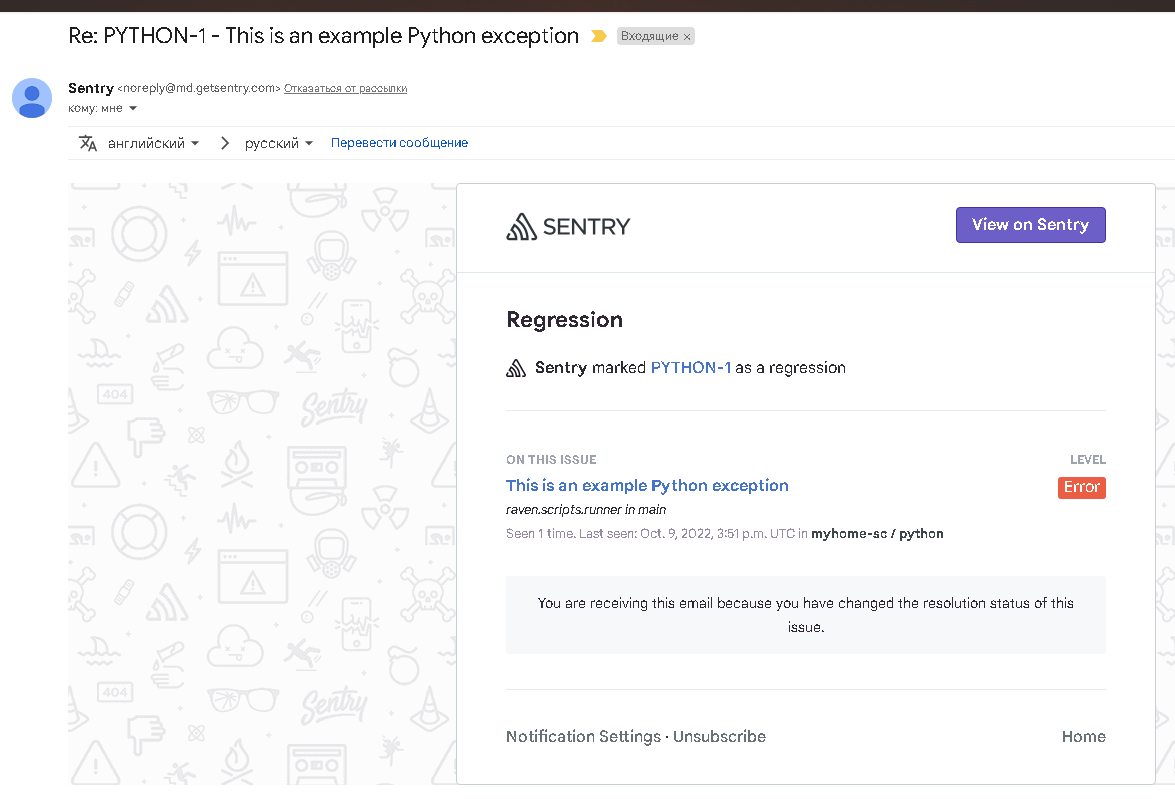 Re: PYTHON-1 - This is an example Python exception Входящие ×
Sentry <noreply@md.getsentry.com> Отказаться от рассылки
кому: мне
английский русский Перевести сообщение
SENTRY View on Sentry
Regression
Sentry marked PYTHON-1 as a regression
ON THIS ISSUE LEVEL
This is an example Python exception Error
raven.scripts.runner in main
Seen 1 time. Last seen: Oct. 9, 2022, 3:51 p.m. UTC in myhome-sc / python
You are receiving this email because you have changed the resolution status of this
issue.
Notification Settings · Unsubscribe Home
404
Sentry
404
Sentry